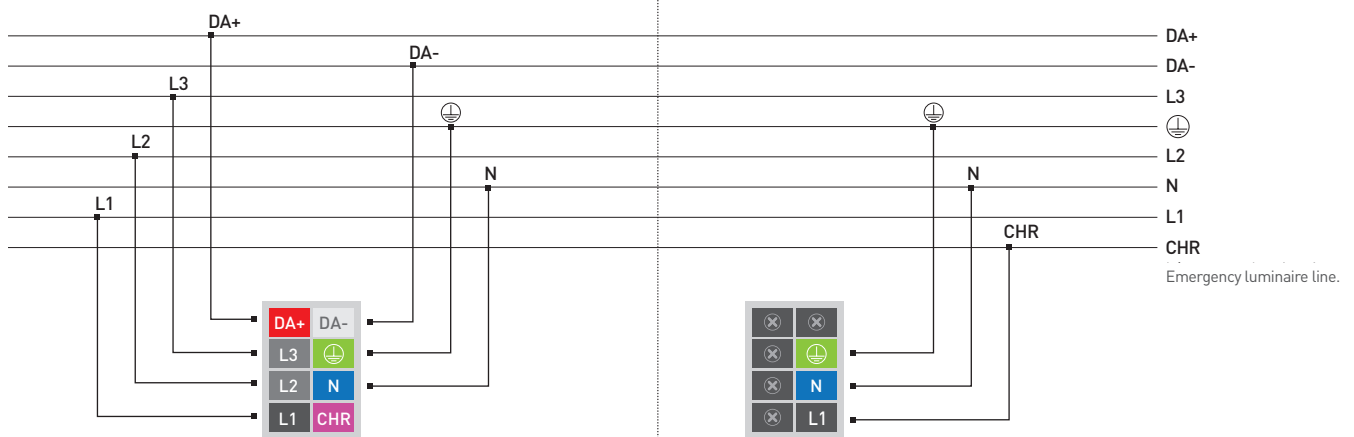 DA+
DA+
DA-
DA-
L3
L3
L2
L2
N
N
N
L1
L1
CHR
CHR
Emergency luminaire line.
DA+ DA-
L3
L2 N
N
L1 CHR
L1